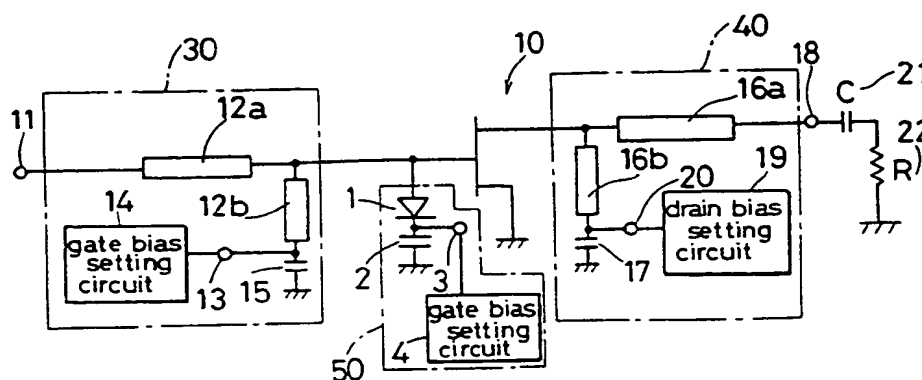 30
40
10
18
21
C
11
12a
16a
22
R
12b
16b
20
19
14
1
gate bias
setting
circuit
drain bias
setting
circuit
2
3
13
15
17
gate bias
setting
circuit
4
50